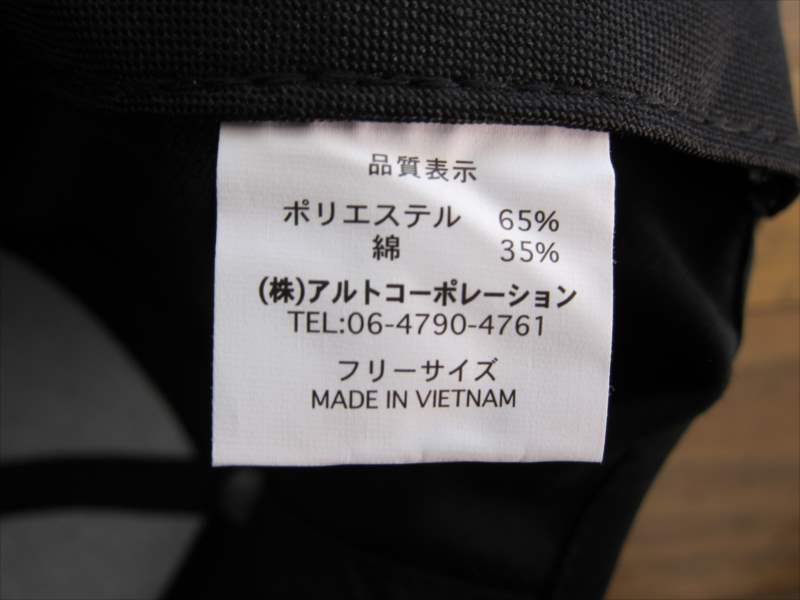 品質表示
ポリエステル 65%
綿 35%
(株)アルトコーポレーション
TEL:06-4790-4761
フリーサイズ
MADE IN VIETNAM